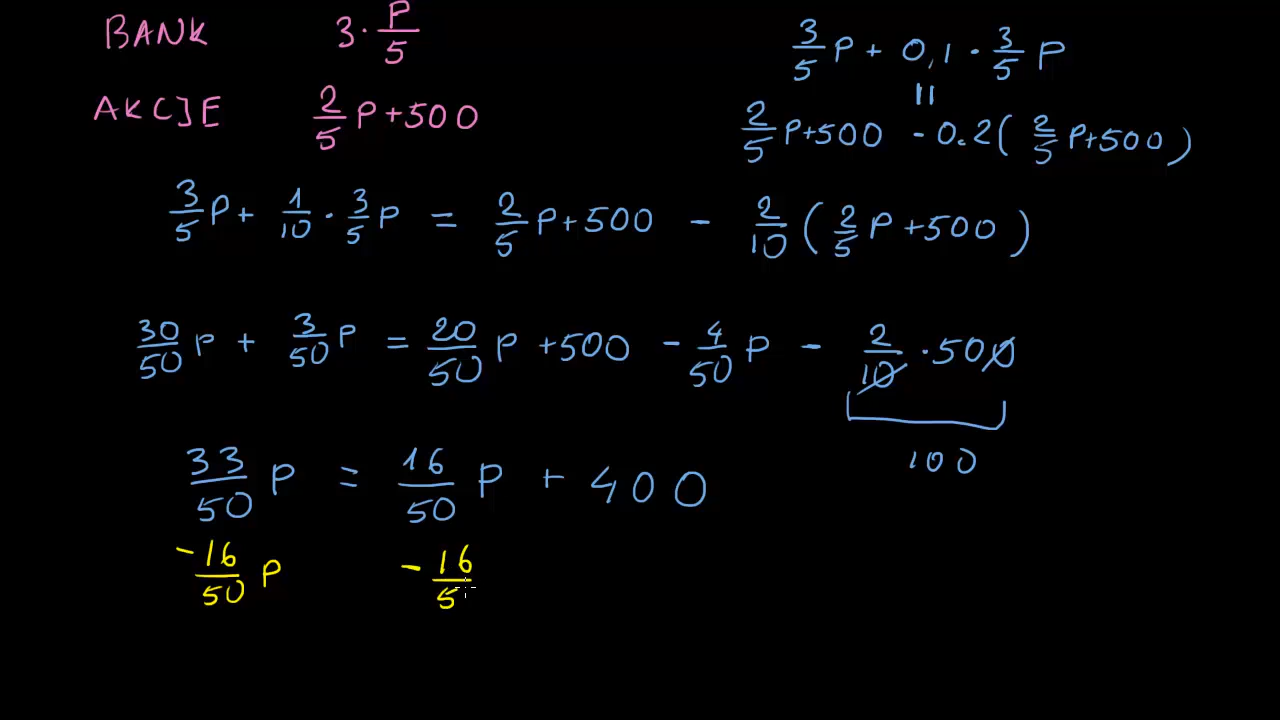 BANK 3 · P/5
3/5 P + 0,1 · 3/5 P
=
AKCJE 2/5 P + 500
2/5 P + 500 - 0.2 ( 2/5 P + 500 )
3/5 P + 1/10 · 3/5 P = 2/5 P + 500 - 2/10 ( 2/5 P + 500 )
30/50 P + 3/50 P = 20/50 P + 500 - 4/50 P - 2/10 · 500
100
33/50 P = 16/50 P + 400
-16/50 P -16/5